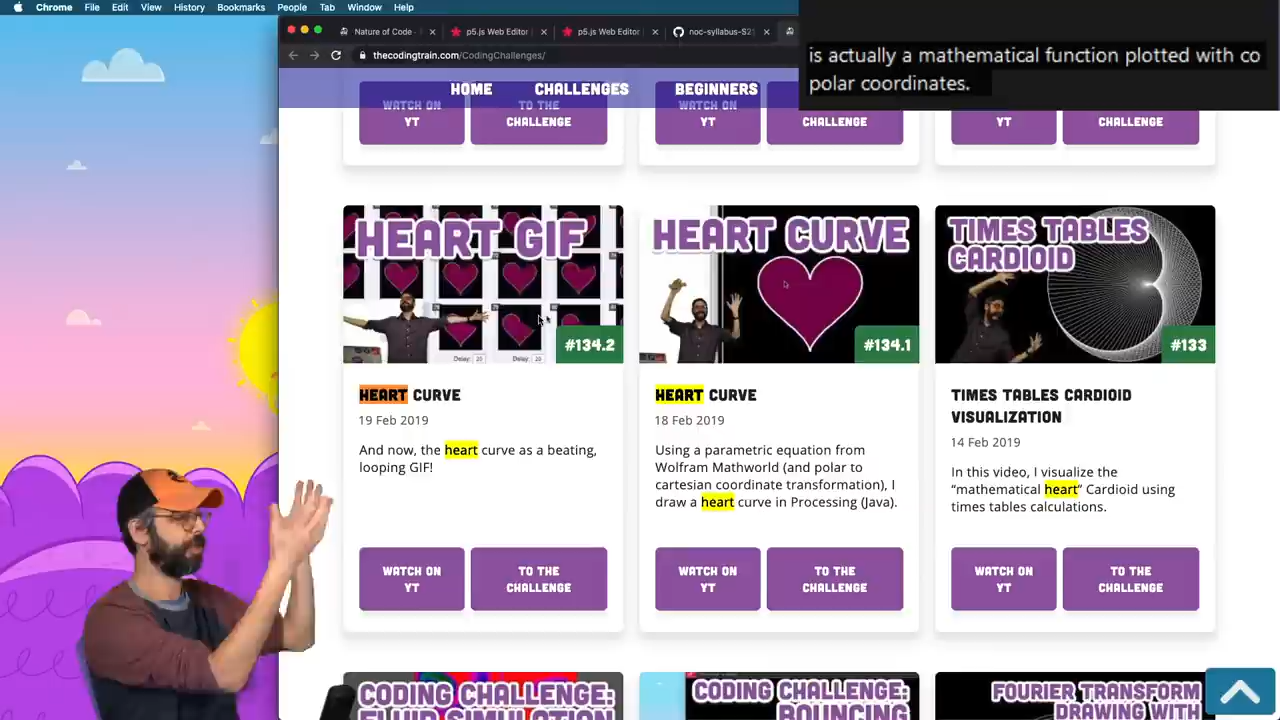 Chrome File Edit View History Bookmarks People Tab Window Help
Nature of Code -
p5.js Web Editor
p5.js Web Editor
noc-syllabus-S21
thecodingtrain.com/CodingChallenges/
is actually a mathematical function plotted with co
polar coordinates.
HOME CHALLENGES BEGINNERS
WATCH ON YT
TO THE CHALLENGE
WATCH ON YT
TO THE CHALLENGE
YT
CHALLENGE
HEART GIF
#134.2
HEART CURVE
19 Feb 2019
And now, the heart curve as a beating,
looping GIF!
WATCH ON
YT
TO THE
CHALLENGE
HEART CURVE
#134.1
HEART CURVE
18 Feb 2019
Using a parametric equation from
Wolfram Mathworld (and polar to
cartesian coordinate transformation), I
draw a heart curve in Processing (Java).
WATCH ON
YT
TO THE
CHALLENGE
TIMES TABLES
CARDIOID
#133
TIMES TABLES CARDIOID
VISUALIZATION
14 Feb 2019
In this video, I visualize the
"mathematical heart" Cardioid using
times tables calculations.
WATCH ON
YT
TO THE
CHALLENGE
CODING CHALLENGE:
FLUID SIMULATION
CODING CHALLENGE:
BOUNCING
FOURIER TRANSFORM
DRAWING WITH